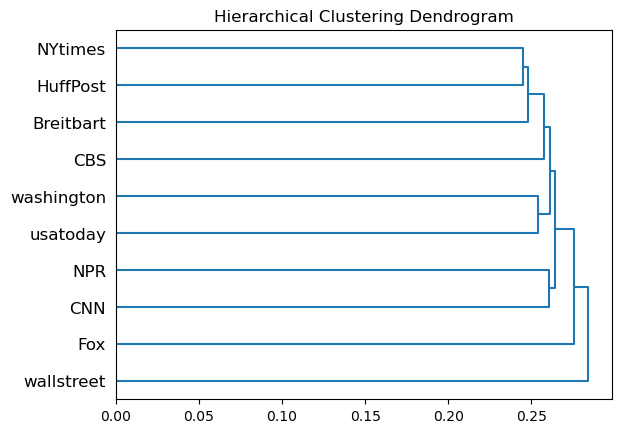 Hierarchical Clustering Dendrogram
NYtimes
HuffPost
Breitbart
CBS
washington
usatoday
NPR
CNN
Fox
wallstreet
0.00 0.05 0.10 0.15 0.20 0.25